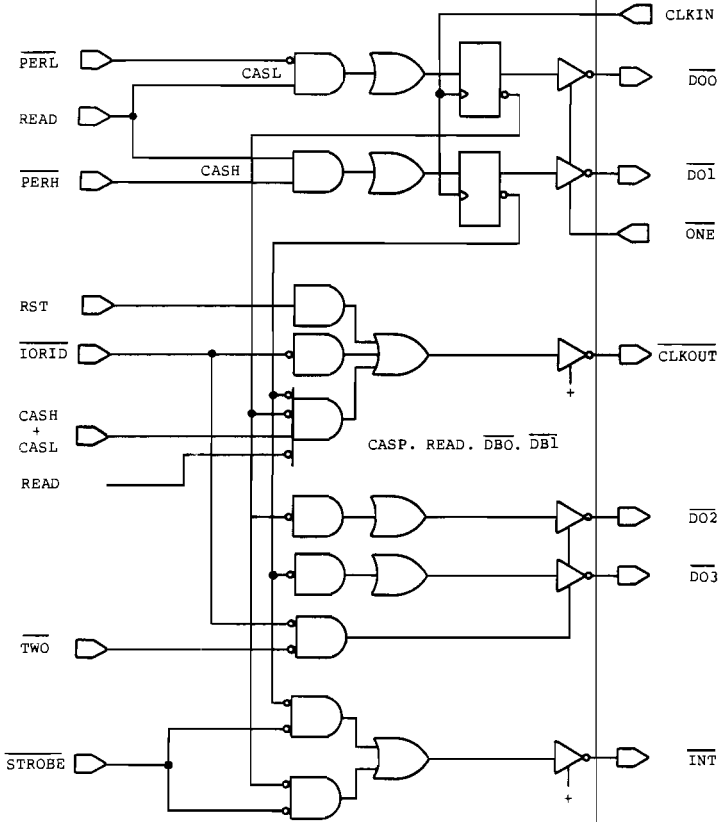 CLKIN
PERL
CASL
DO0
READ
CASH
PERH
DO1
ONE
RST
IORID
CLKOUT
+
CASH
+
CASL
CASP. READ. DBO. DB1
READ
DO2
DO3
TWO
STROBE
INT
+